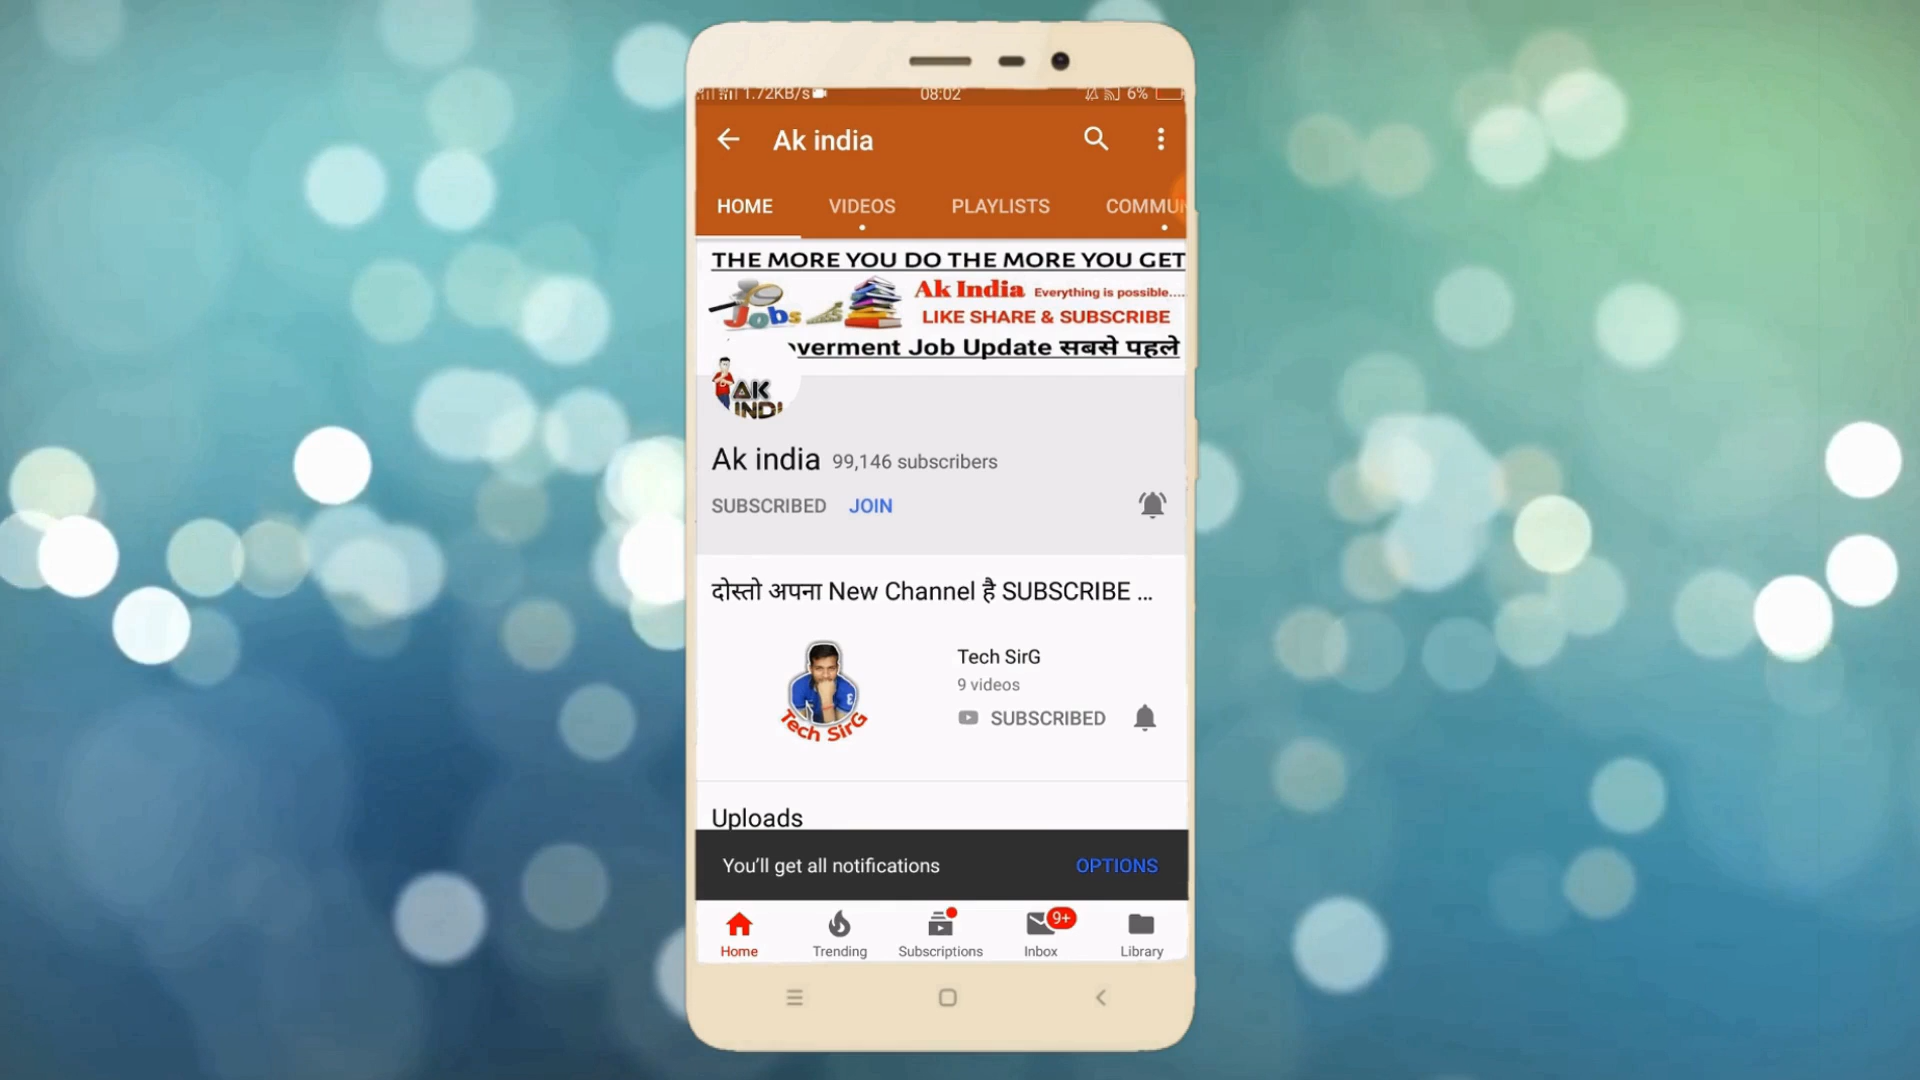 1.72KB/s 08:02 6%
Ak india
HOME VIDEOS PLAYLISTS COMMUN
THE MORE YOU DO THE MORE YOU GET
Jobs Ak India Everything is possible.....
LIKE SHARE & SUBSCRIBE
verment Job Update सबसे पहले
AK
INDI
Ak india 99,146 subscribers
SUBSCRIBED JOIN
दोस्तो अपना New Channel है SUBSCRIBE ...
Tech SirG
9 videos
SUBSCRIBED
Tech SirG
Uploads
You'll get all notifications OPTIONS
9+
Home Trending Subscriptions Inbox Library